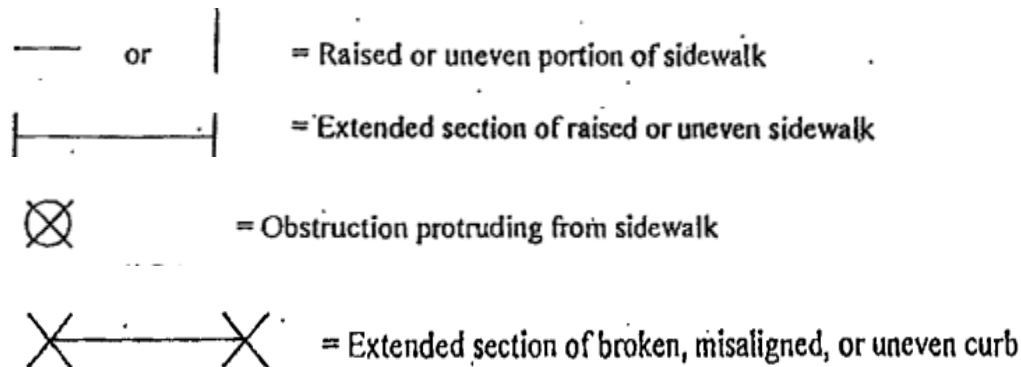 or = Raised or uneven portion of sidewalk
= Extended section of raised or uneven sidewalk
= Obstruction protruding from sidewalk
= Extended section of broken, misaligned, or uneven curb